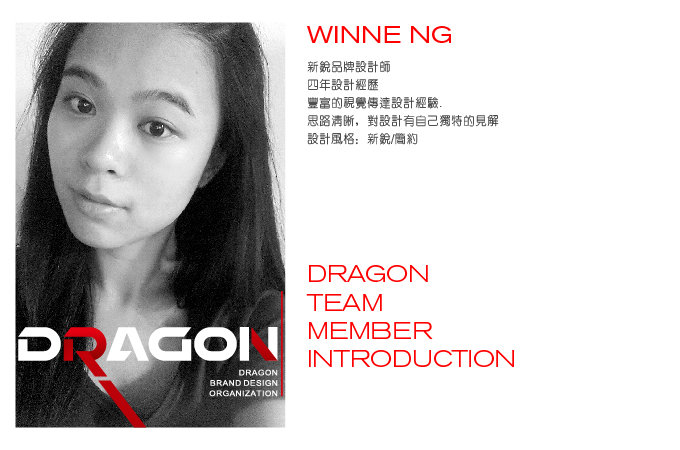 WINNE NG
新銳品牌設計師
四年設計經歷
豐富的視覺傳達設計經驗.
思路清晰，對設計有自己獨特的見解
設計風格：新銳/簡約
DRAGON
DRAGON
BRAND DESIGN
ORGANIZATION
DRAGON
TEAM
MEMBER
INTRODUCTION